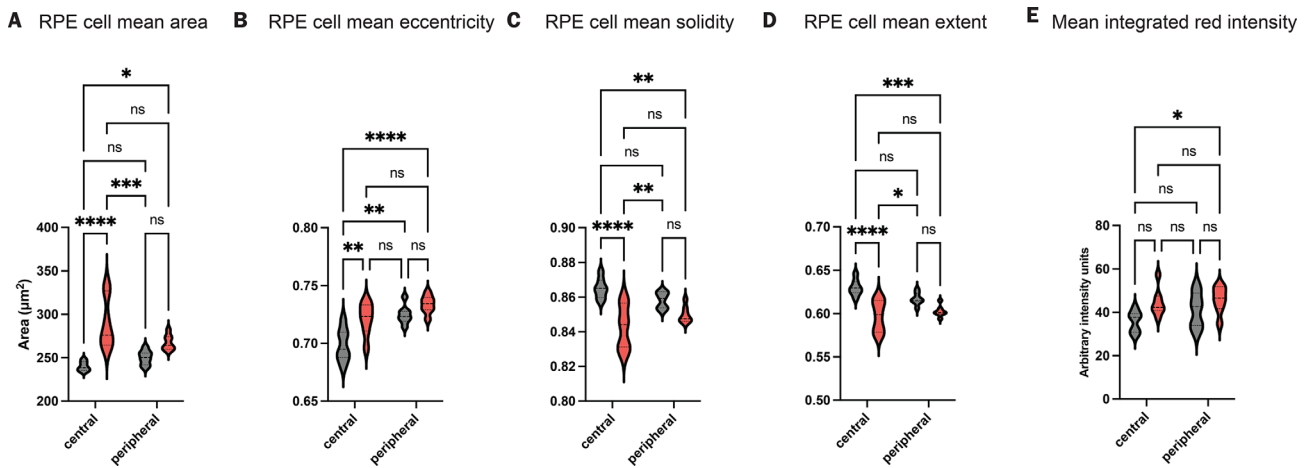 A RPE cell mean area
*
ns
ns
***
****
ns
400
350
300
250
200
Area (µm²)
central
peripheral
B RPE cell mean eccentricity
****
ns
**
**
ns
ns
0.80
0.75
0.70
0.65
central
peripheral
C RPE cell mean solidity
**
ns
ns
**
****
ns
0.90
0.88
0.86
0.84
0.82
0.80
central
peripheral
D RPE cell mean extent
***
ns
ns
*
****
ns
0.70
0.65
0.60
0.55
0.50
central
peripheral
E Mean integrated red intensity
*
ns
ns
ns
ns
ns
80
60
40
20
0
Arbitrary intensity units
central
peripheral